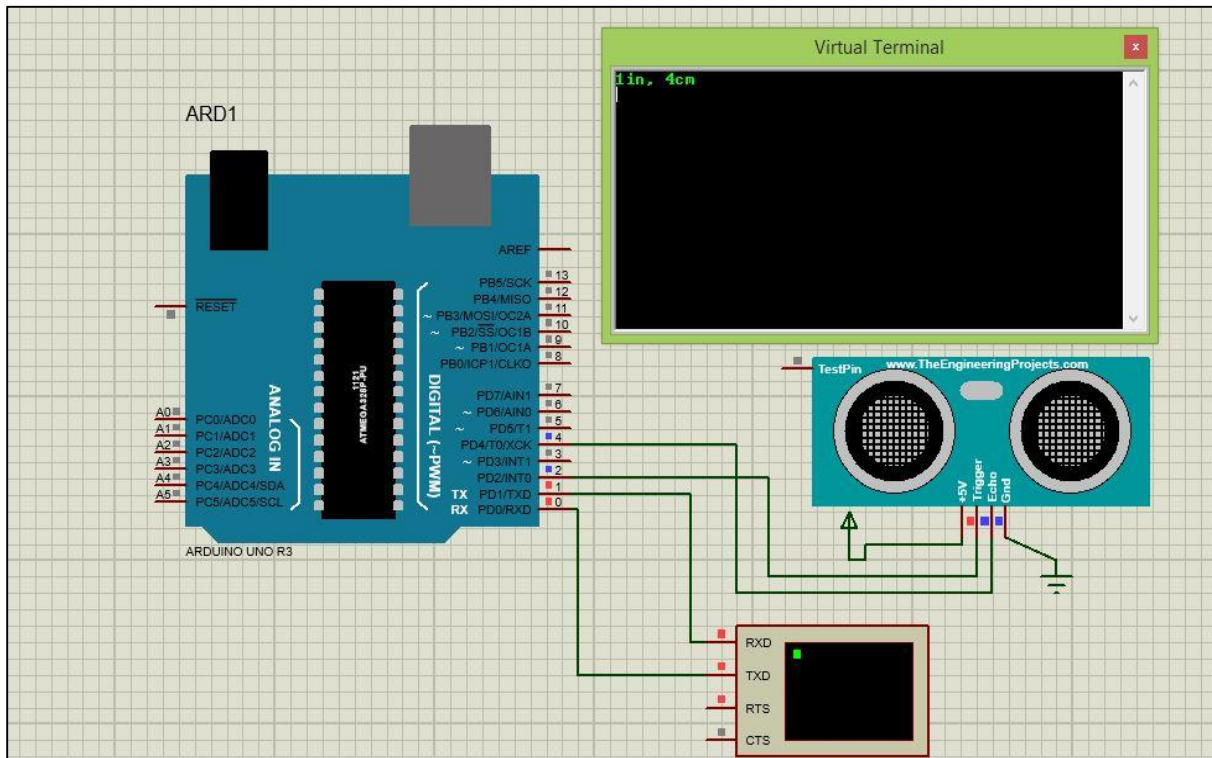 Virtual Terminal
x
1in, 4cm
ARD1
AREF
RESET
PB5/SCK 13
PB4/MISO 12
~ PB3/MOSI/OC2A 11
~ PB2/SS/OC1B 10
~ PB1/OC1A 9
PB0/ICP1/CLKO 8
PD7/AIN1 7
~ PD6/AIN0 6
~ PD5/T1 5
PD4/T0/XCK 4
~ PD3/INT1 3
PD2/INT0 2
TX PD1/TXD 1
RX PD0/RXD 0
DIGITAL (~PWM)
1121
ATMEGA328P-PU
ANALOG IN
A0 PC0/ADC0
A1 PC1/ADC1
A2 PC2/ADC2
A3 PC3/ADC3
A4 PC4/ADC4/SDA
A5 PC5/ADC5/SCL
ARDUINO UNO R3
TestPin
www.TheEngineeringProjects.com
+5V
Trigger
Echo
Gnd
RXD
TXD
RTS
CTS